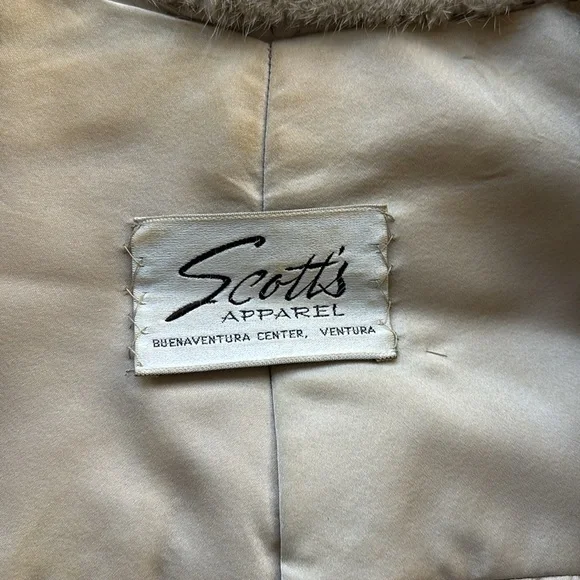 Scott's
APPAREL
BUENAVENTURA CENTER, VENTURA